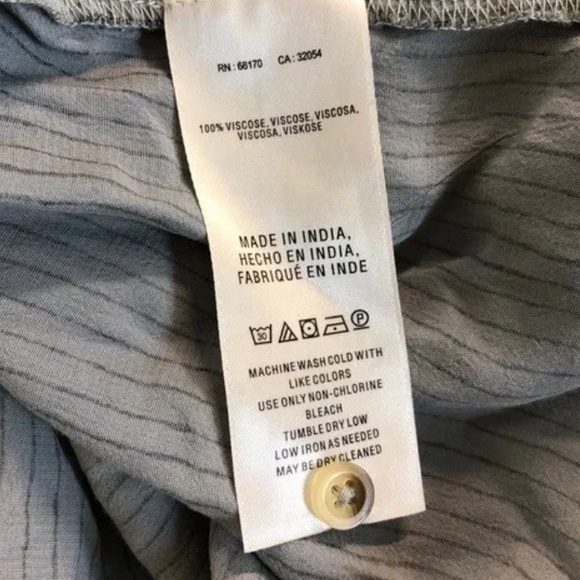 RN : 66170 CA : 32054
100% VISCOSE, VISCOSE, VISCOSA,
VISCOSA, VISKOSE
MADE IN INDIA,
HECHO EN INDIA,
FABRIQUÉ EN INDE
30 P
MACHINE WASH COLD WITH
LIKE COLORS
USE ONLY NON-CHLORINE
BLEACH
TUMBLE DRY LOW
LOW IRON AS NEEDED
MAY BE DRY CLEANED